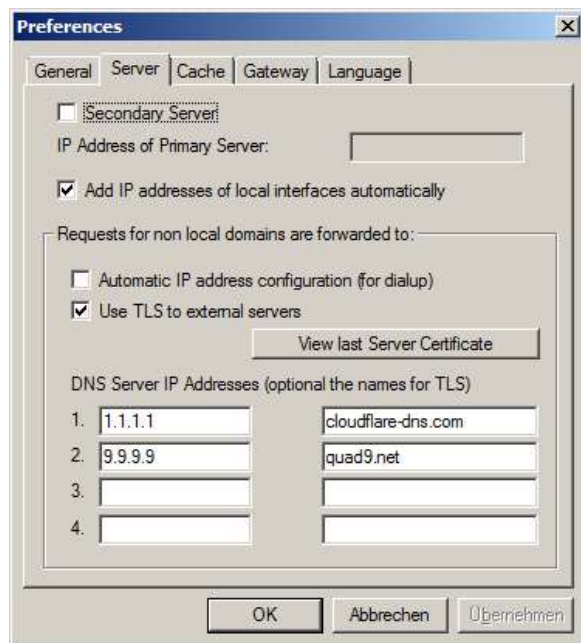 Preferences
General Server Cache Gateway Language
Secondary Server
IP Address of Primary Server:
Add IP addresses of local interfaces automatically
Requests for non local domains are forwarded to:
Automatic IP address configuration (for dialup)
Use TLS to external servers
View last Server Certificate
DNS Server IP Addresses (optional the names for TLS)
1. 1.1.1.1 cloudflare-dns.com
2. 9.9.9.9 quad9.net
3.
4.
OK Abbrechen Übernehmen